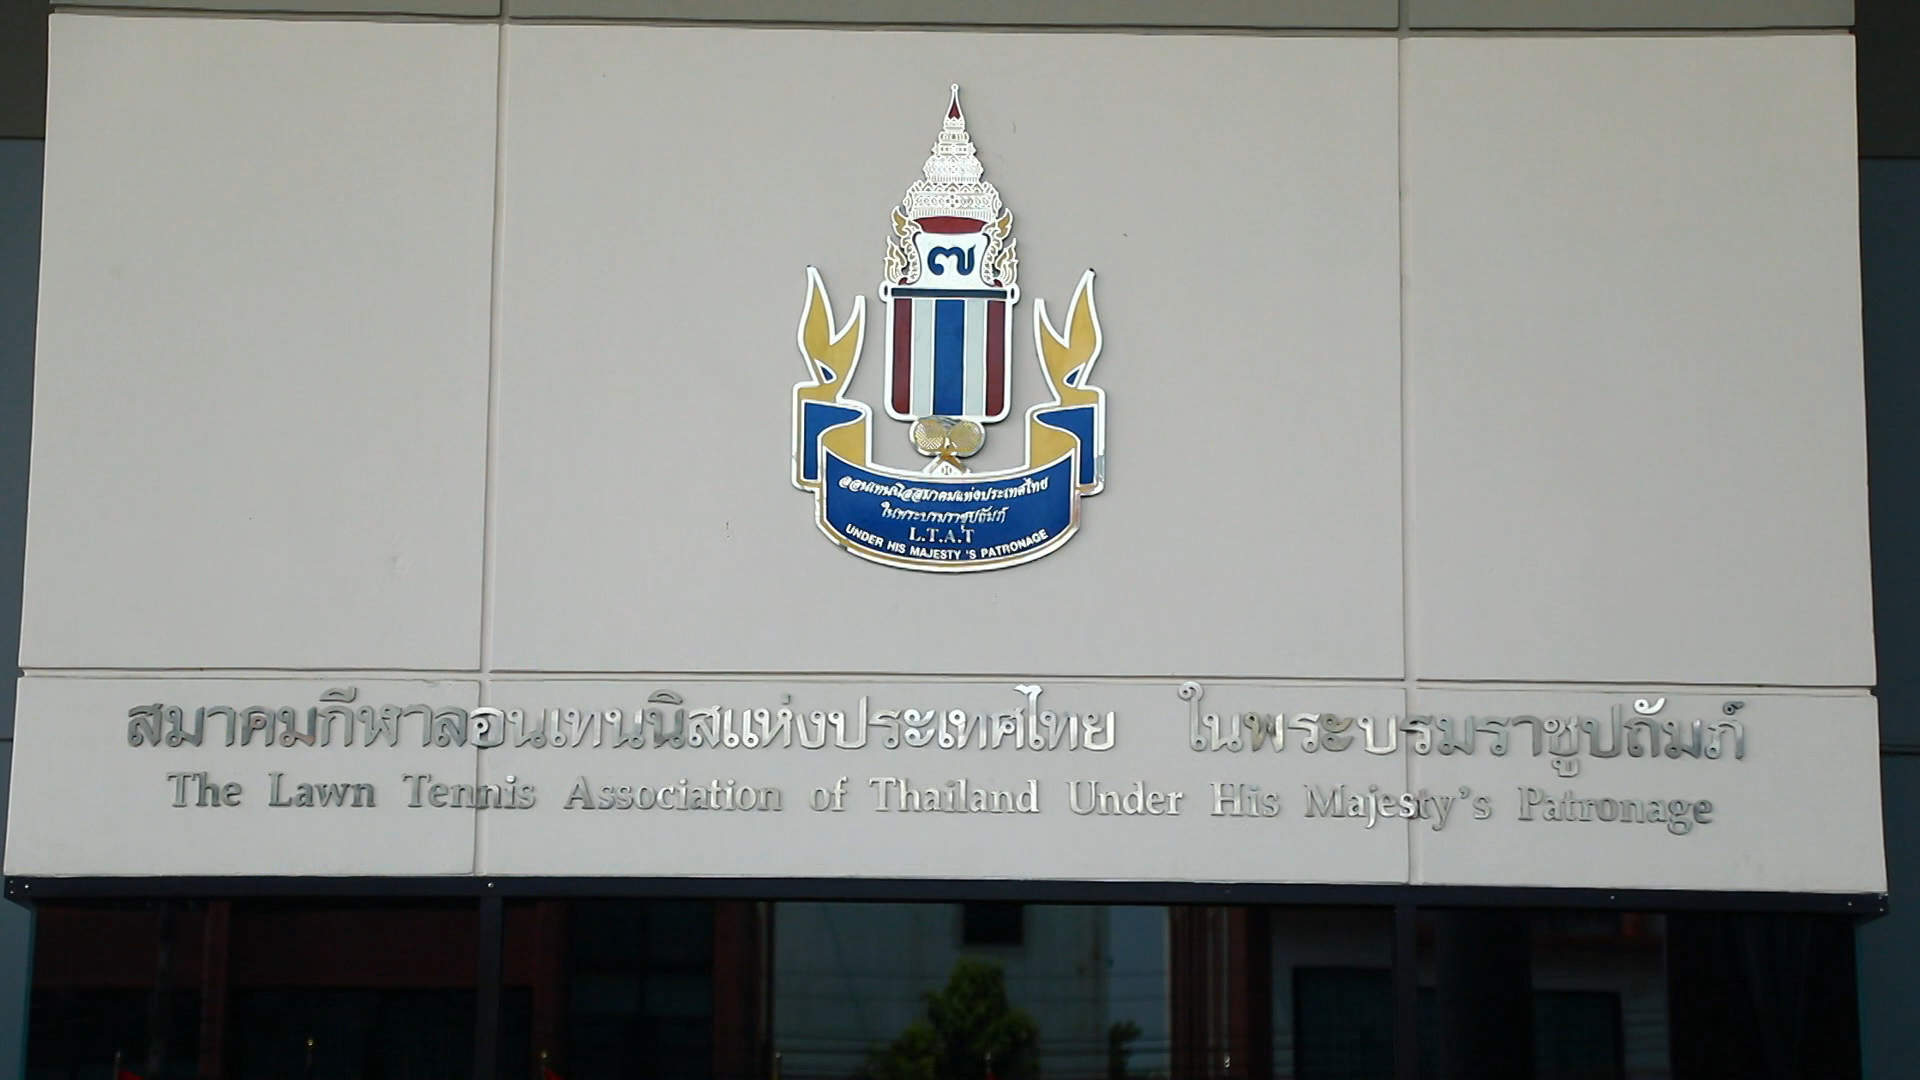 ๗
ลอนเทนนิสสมาคมแห่งประเทศไทย
ในพระบรมราชูปถัมภ์
L.T.A.T
UNDER HIS MAJESTY 'S PATRONAGE
สมาคมกีฬาลอนเทนนิสแห่งประเทศไทย ในพระบรมราชูปถัมภ์
The Lawn Tennis Association of Thailand Under His Majesty's Patronage